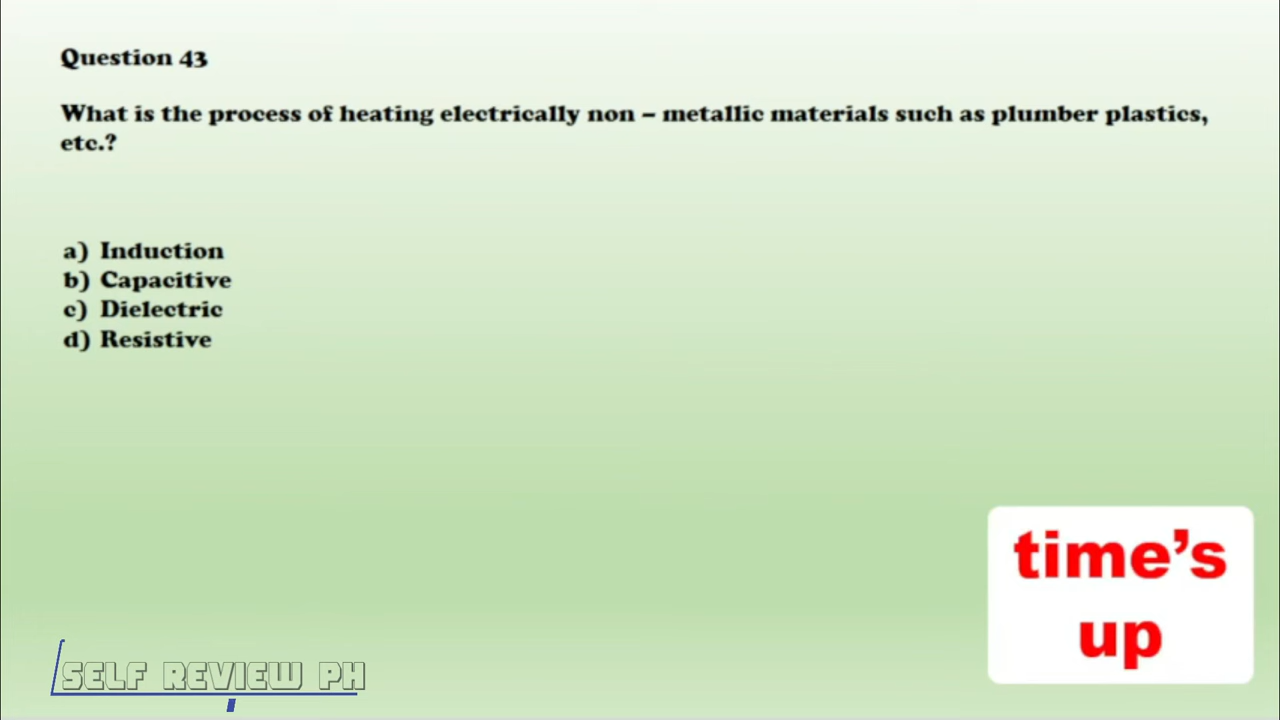 Question 43
What is the process of heating electrically non – metallic materials such as plumber plastics,
etc.?
a) Induction
b) Capacitive
c) Dielectric
d) Resistive
time's
up
SELF REVIEW PH